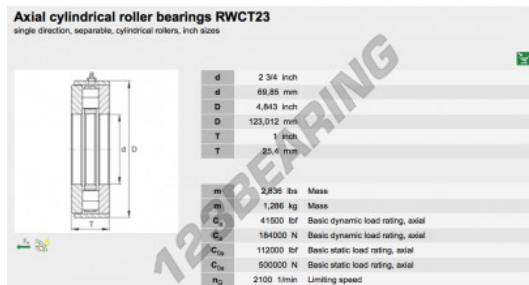 Axial cylindrical roller bearings RWCT23
single direction, separable, cylindrical rollers, inch sizes
d 2 3/4 inch
d 69,85 mm
D 4,843 inch
D 123,012 mm
T 1 inch
T 25,4 mm
m 2,836 lbs Mass
m 1,286 kg Mass
Ca 41500 lbf Basic dynamic load rating, axial
Ca 184000 N Basic dynamic load rating, axial
C0a 112000 lbf Basic static load rating, axial
C0a 500000 N Basic static load rating, axial
nG 2100 1/min Limiting speed
d D
T
Fa
123BEARING